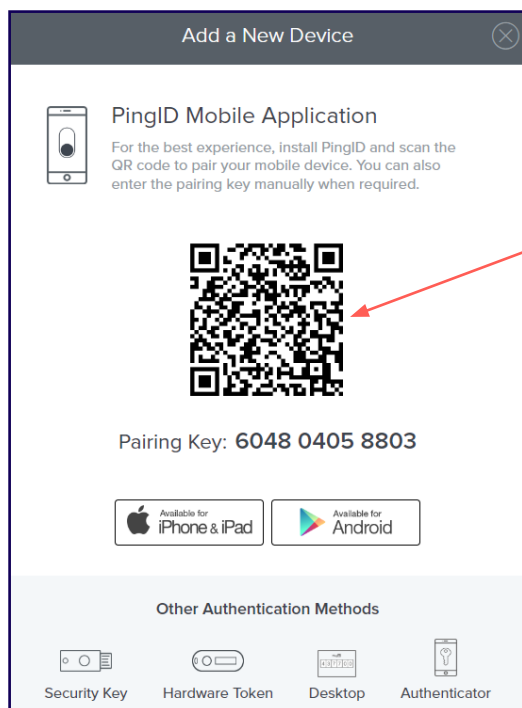 Add a New Device
PingID Mobile Application
For the best experience, install PingID and scan the
QR code to pair your mobile device. You can also
enter the pairing key manually when required.
Pairing Key: 6048 0405 8803
Available for
iPhone & iPad
Available for
Android
Other Authentication Methods
Security Key
Hardware Token
Desktop
Authenticator